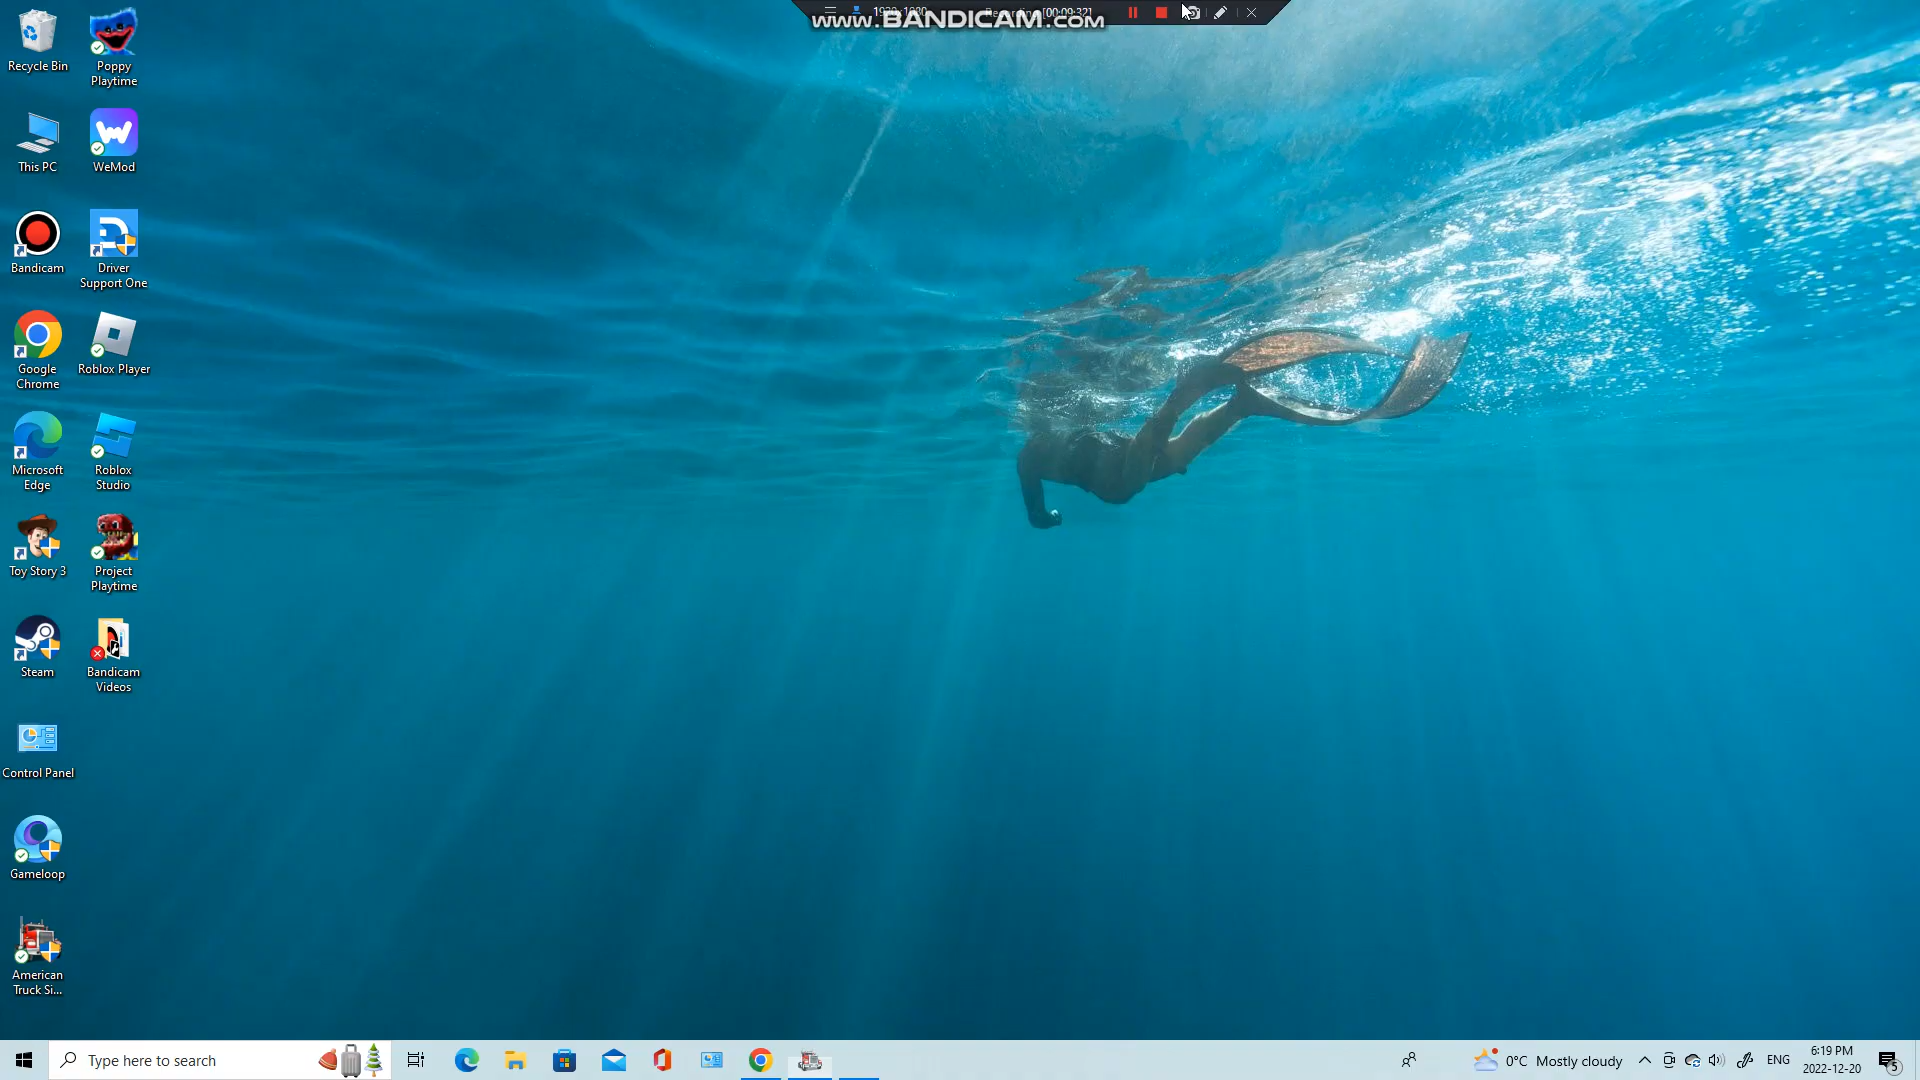 www.BANDICAM.com
Recycle Bin
Poppy
Playtime
This PC
WeMod
Bandicam
Driver
Support One
Google
Chrome
Roblox Player
Microsoft
Edge
Roblox
Studio
Toy Story 3
Project
Playtime
Steam
Bandicam
Videos
Control Panel
Gameloop
American
Truck Si...
Type here to search
0°C Mostly cloudy
ENG
6:19 PM
2022-12-20
5